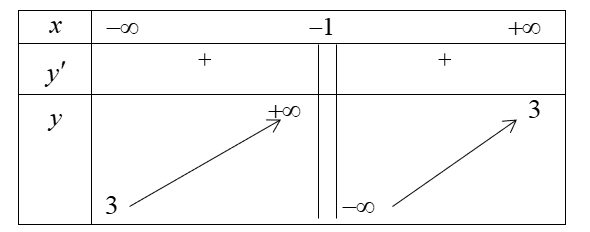 x −∞ −1 +∞
y′ + +
y +∞ 3
3 −∞